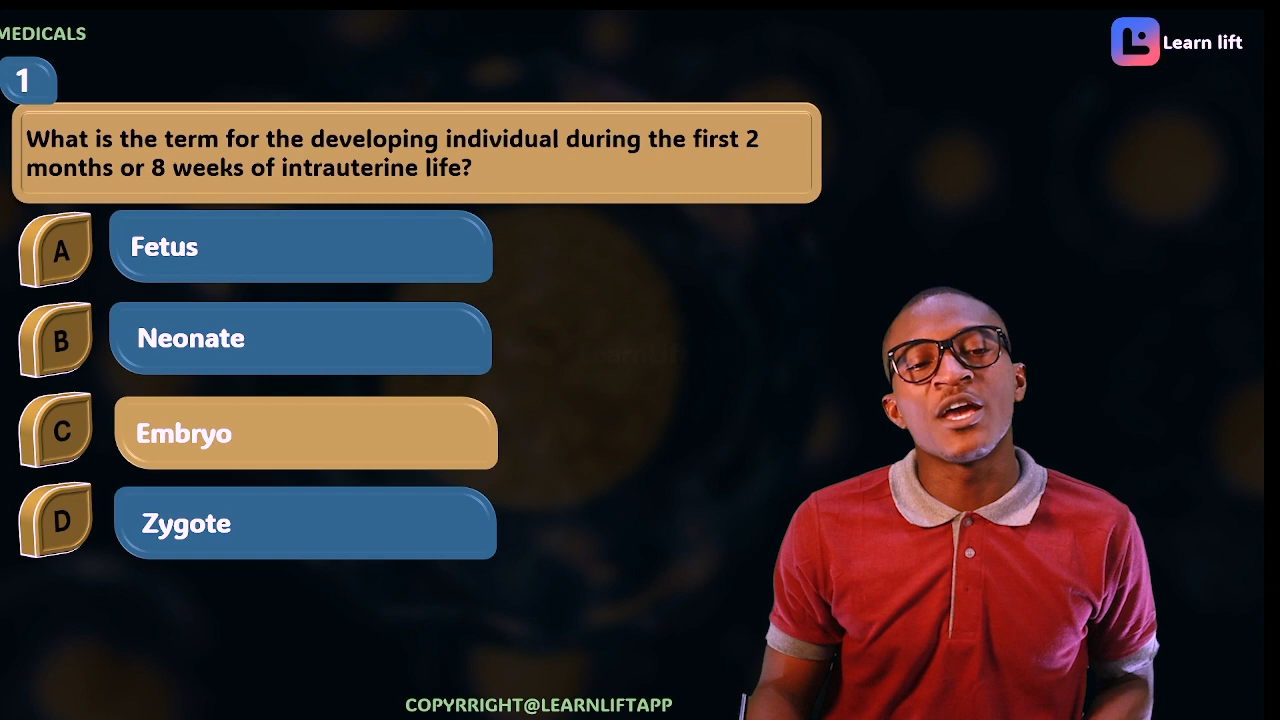 MEDICALS
Learn lift
1
What is the term for the developing individual during the first 2
months or 8 weeks of intrauterine life?
A
Fetus
B
Neonate
C
Embryo
D
Zygote
COPYRRIGHT@LEARNLIFTAPP